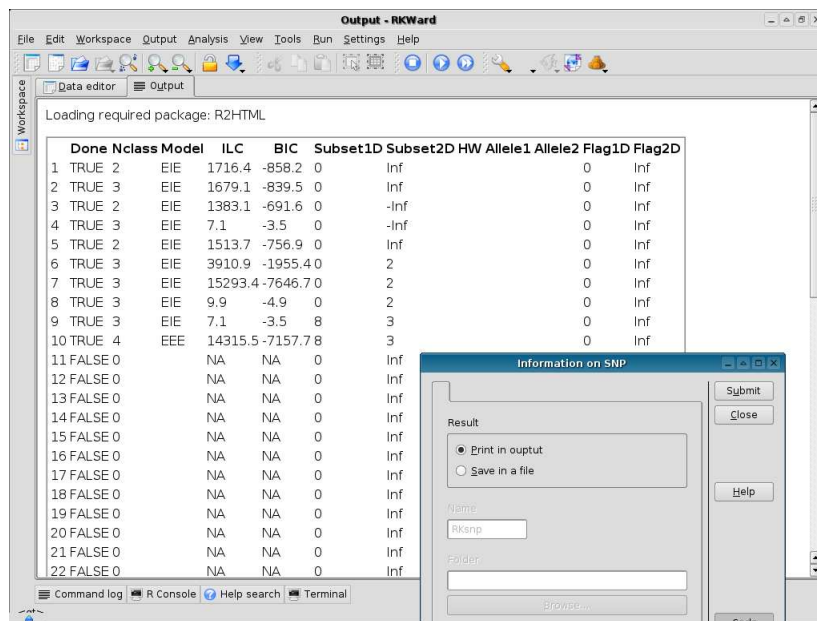 Output - RKWard
File Edit Workspace Output Analysis View Tools Run Settings Help
Workspace
Data editor Output
Loading required package: R2HTML
Done Nclass Model ILC BIC Subset1D Subset2D HW Allele1 Allele2 Flag1D Flag2D
1 TRUE 2 EIE 1716.4 -858.2 0 Inf 0 Inf
2 TRUE 3 EIE 1679.1 -839.5 0 Inf 0 Inf
3 TRUE 2 EIE 1383.1 -691.6 0 -Inf 0 Inf
4 TRUE 3 EIE 7.1 -3.5 0 -Inf 0 Inf
5 TRUE 2 EIE 1513.7 -756.9 0 Inf 0 Inf
6 TRUE 3 EIE 3910.9 -1955.4 0 2 0 Inf
7 TRUE 3 EIE 15293.4 -7646.7 0 2 0 Inf
8 TRUE 3 EIE 9.9 -4.9 0 2 0 Inf
9 TRUE 3 EIE 7.1 -3.5 8 3 0 Inf
10 TRUE 4 EEE 14315.5 -7157.7 8 3 0 Inf
11 FALSE 0 NA NA 0 Inf
12 FALSE 0 NA NA 0 Inf
13 FALSE 0 NA NA 0 Inf
14 FALSE 0 NA NA 0 Inf
15 FALSE 0 NA NA 0 Inf
16 FALSE 0 NA NA 0 Inf
17 FALSE 0 NA NA 0 Inf
18 FALSE 0 NA NA 0 Inf
19 FALSE 0 NA NA 0 Inf
20 FALSE 0 NA NA 0 Inf
21 FALSE 0 NA NA 0 Inf
22 FALSE 0 NA NA 0 Inf
Information on SNP
Submit
Close
Result
Print in ouptut
Save in a file
Help
Name
RKsnp
Folder
Browse...
Code
Command log R Console Help search Terminal